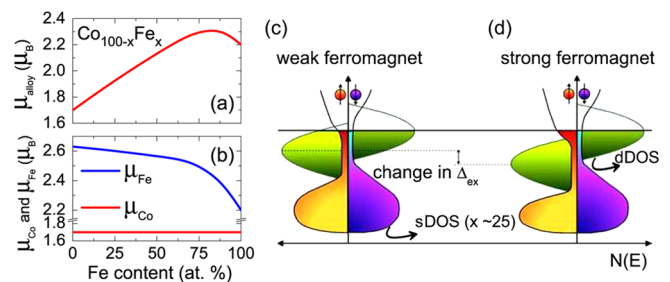 Co100-xFex
μalloy (μB)
2.4
2.2
2.0
1.8
1.6
(a)
μCo and μFe (μB)
2.6
2.4
2.2
1.8
1.6
(b)
μFe
μCo
0 25 50 75 100
Fe content (at. %)
(c)
weak ferromagnet
change in Δex
sDOS (x ~25)
(d)
strong ferromagnet
dDOS
N(E)